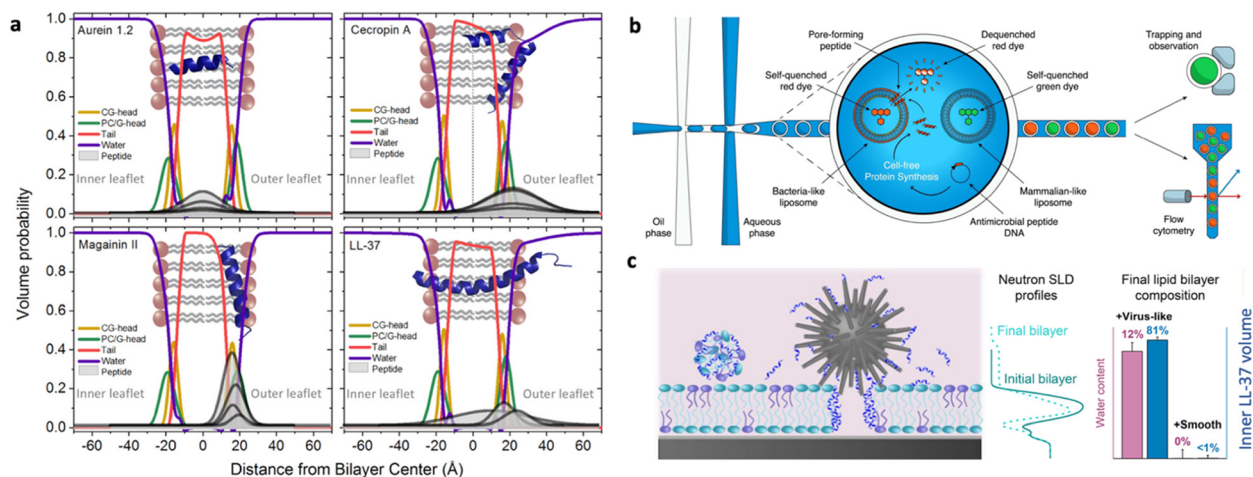 a
Volume probability
1.0
0.8
0.6
0.4
0.2
0.0
Aurein 1.2
CG-head
PC/G-head
Tail
Water
Peptide
Inner leaflet
Outer leaflet
Cecropin A
CG-head
PC/G-head
Tail
Water
Peptide
Inner leaflet
Outer leaflet
1.0
0.8
0.6
0.4
0.2
0.0
Magainin II
CG-head
PC/G-head
Tail
Water
Peptide
Inner leaflet
Outer leaflet
LL-37
CG-head
PC/G-head
Tail
Water
Peptide
Inner leaflet
Outer leaflet
-60 -40 -20 0 20 40 60
-60 -40 -20 0 20 40 60
Distance from Bilayer Center (Å)
b
Pore-forming
peptide
Dequenched
red dye
Self-quenched
red dye
Self-quenched
green dye
Cell-free
Protein Synthesis
Oil
phase
Aqueous
phase
Bacteria-like
liposome
Mammalian-like
liposome
Antimicrobial peptide
DNA
Trapping and
observation
Flow
cytometry
c
Neutron SLD
profiles
Final bilayer
Initial bilayer
Final lipid bilayer
composition
+Virus-like
12%
81%
+Smooth
0%
<1%
Water content
Inner LL-37 volume